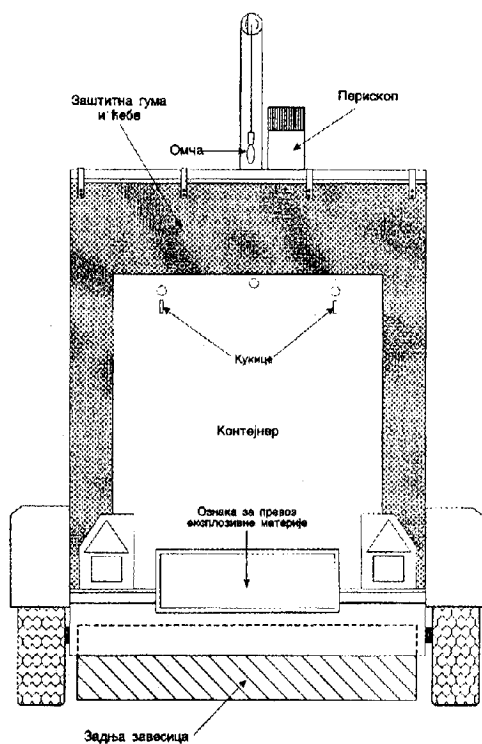 Заштитна гума
и ћебе
Перископ
Омча
Кукице
Контејнер
Ознака за превоз
експлозивне материје
Задња завесица